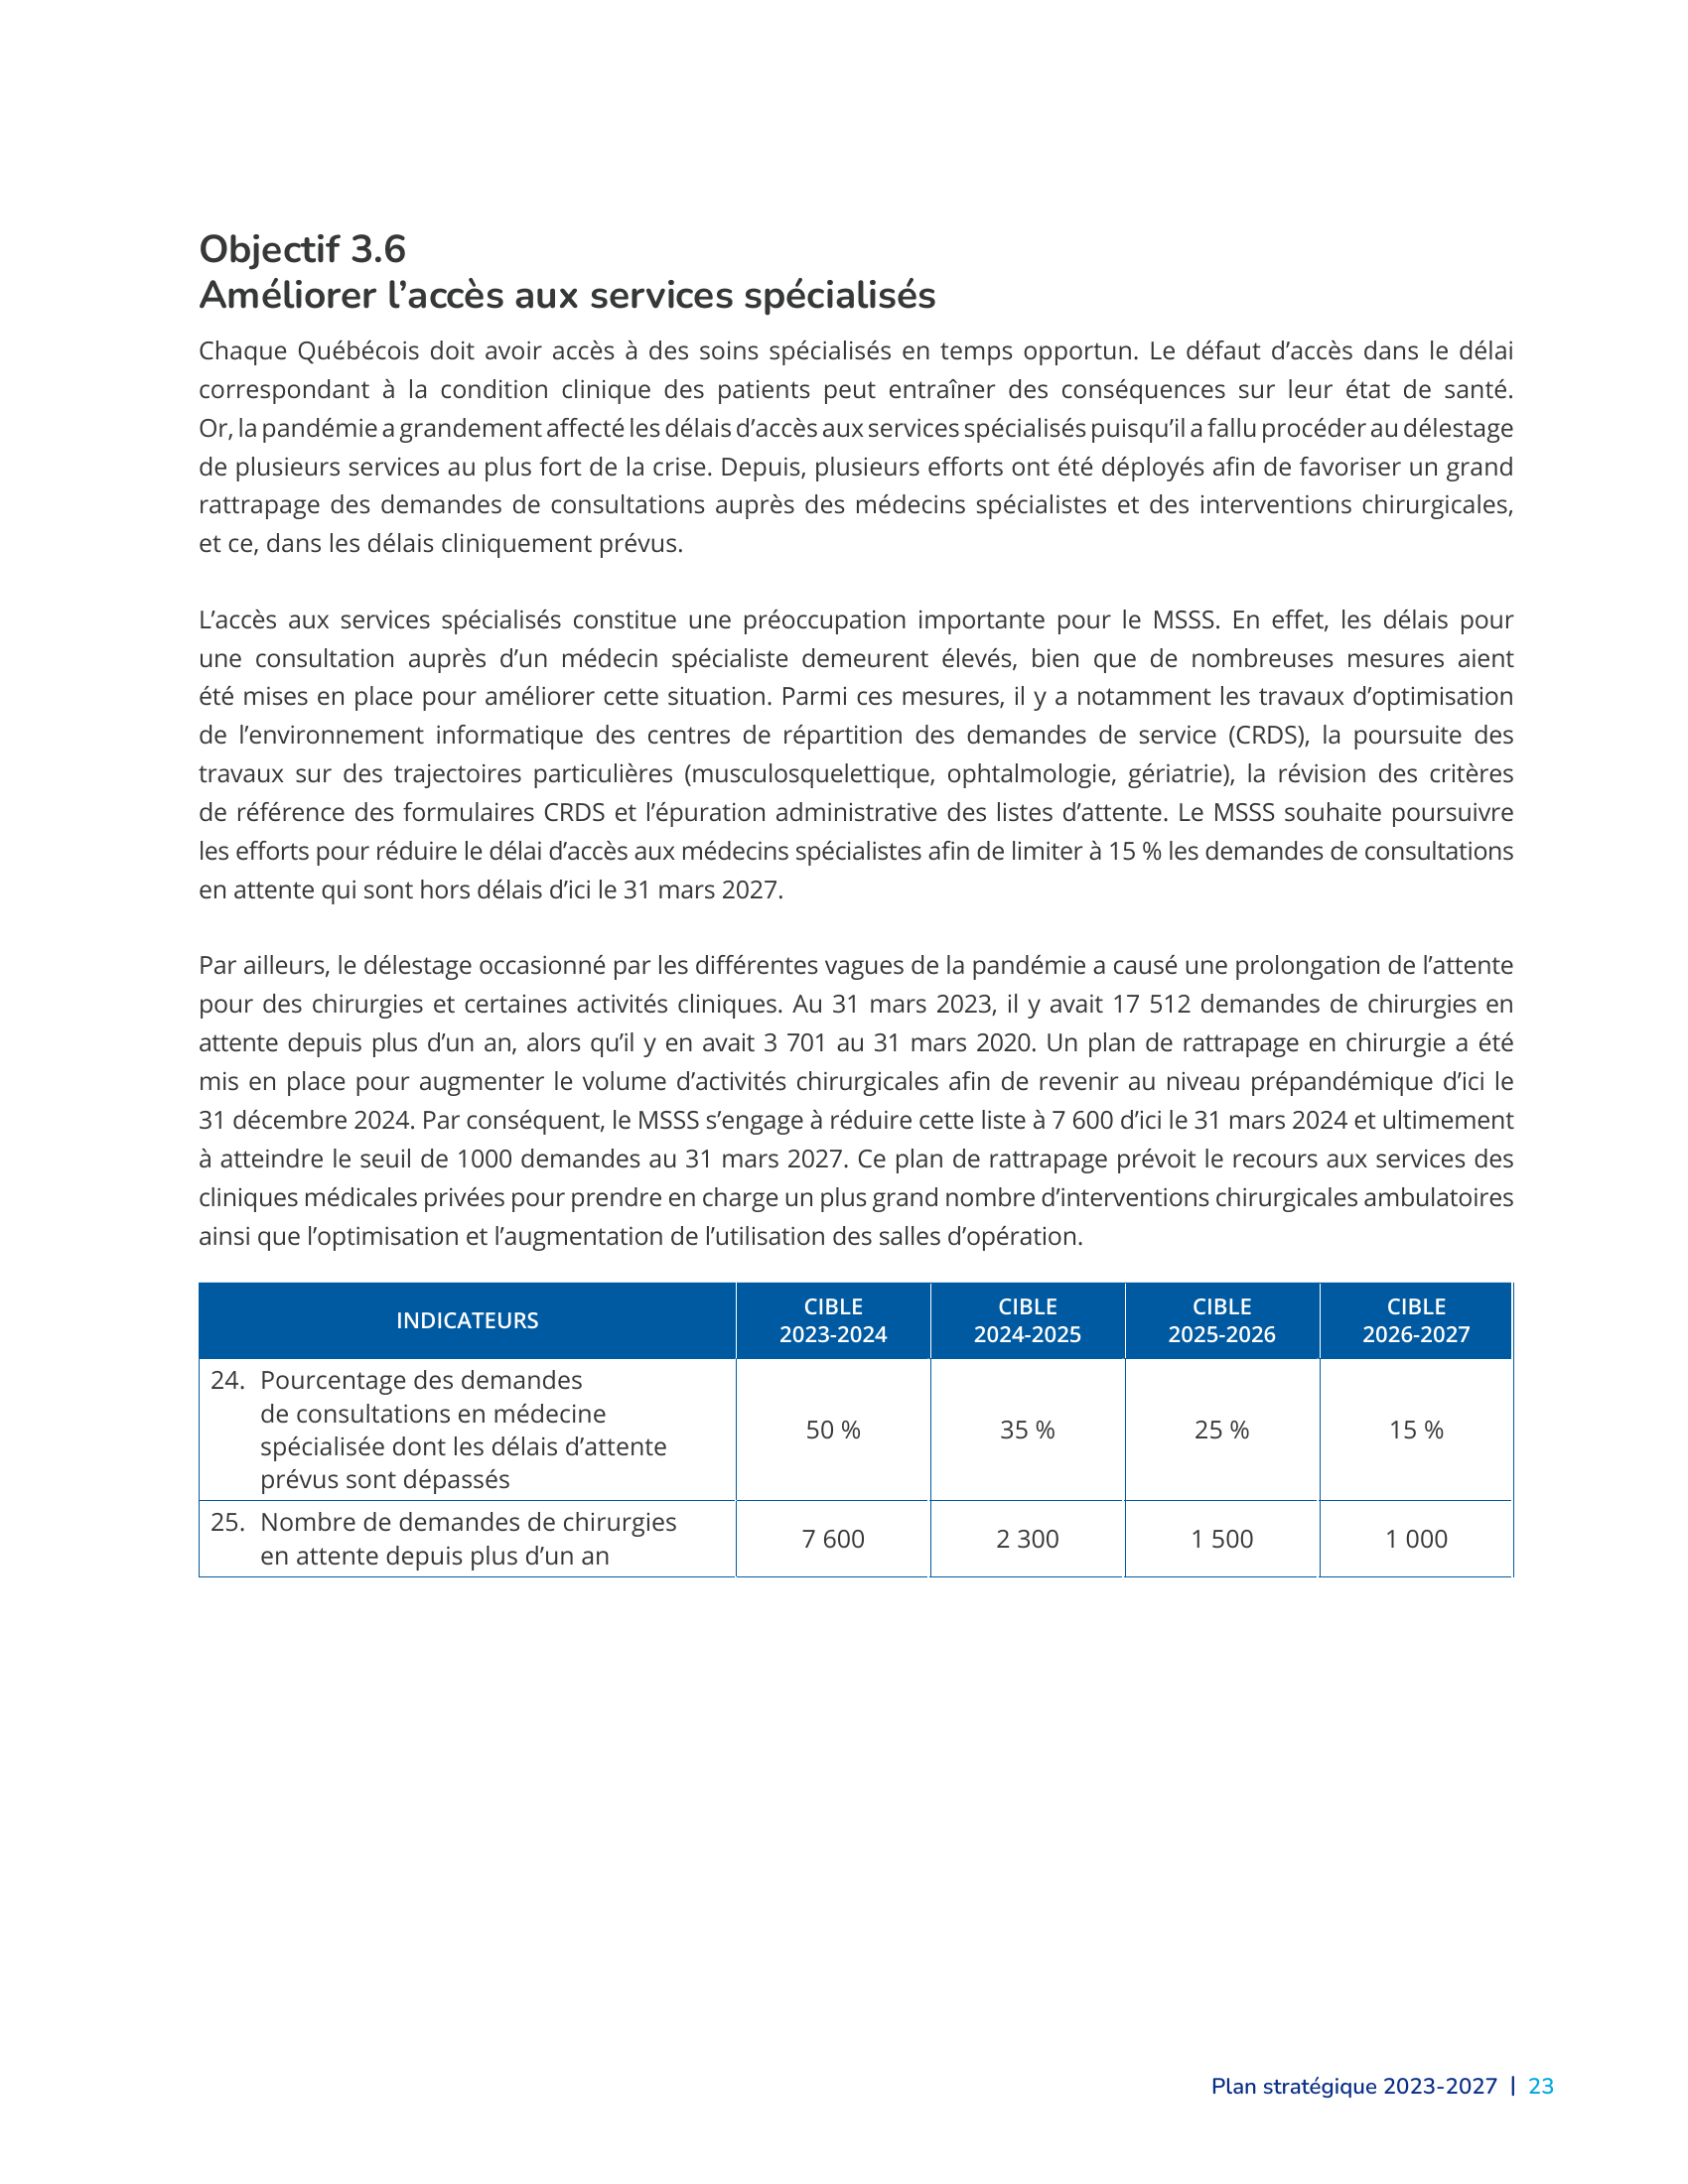 Objectif 3.6
Améliorer l’accès aux services spécialisés
Chaque Québécois doit avoir accès à des soins spécialisés en temps opportun. Le défaut d’accès dans le délai
correspondant à la condition clinique des patients peut entraîner des conséquences sur leur état de santé.
Or, la pandémie a grandement affecté les délais d’accès aux services spécialisés puisqu’il a fallu procéder au délestage
de plusieurs services au plus fort de la crise. Depuis, plusieurs efforts ont été déployés afin de favoriser un grand
rattrapage des demandes de consultations auprès des médecins spécialistes et des interventions chirurgicales,
et ce, dans les délais cliniquement prévus.
L’accès aux services spécialisés constitue une préoccupation importante pour le MSSS. En effet, les délais pour
une consultation auprès d’un médecin spécialiste demeurent élevés, bien que de nombreuses mesures aient
été mises en place pour améliorer cette situation. Parmi ces mesures, il y a notamment les travaux d’optimisation
de l’environnement informatique des centres de répartition des demandes de service (CRDS), la poursuite des
travaux sur des trajectoires particulières (musculosquelettique, ophtalmologie, gériatrie), la révision des critères
de référence des formulaires CRDS et l’épuration administrative des listes d’attente. Le MSSS souhaite poursuivre
les efforts pour réduire le délai d’accès aux médecins spécialistes afin de limiter à 15 % les demandes de consultations
en attente qui sont hors délais d’ici le 31 mars 2027.
Par ailleurs, le délestage occasionné par les différentes vagues de la pandémie a causé une prolongation de l’attente
pour des chirurgies et certaines activités cliniques. Au 31 mars 2023, il y avait 17 512 demandes de chirurgies en
attente depuis plus d’un an, alors qu’il y en avait 3 701 au 31 mars 2020. Un plan de rattrapage en chirurgie a été
mis en place pour augmenter le volume d’activités chirurgicales afin de revenir au niveau prépandémique d’ici le
31 décembre 2024. Par conséquent, le MSSS s’engage à réduire cette liste à 7 600 d’ici le 31 mars 2024 et ultimement
à atteindre le seuil de 1000 demandes au 31 mars 2027. Ce plan de rattrapage prévoit le recours aux services des
cliniques médicales privées pour prendre en charge un plus grand nombre d’interventions chirurgicales ambulatoires
ainsi que l’optimisation et l’augmentation de l’utilisation des salles d’opération.
INDICATEURS
CIBLE
2023-2024
CIBLE
2024-2025
CIBLE
2025-2026
CIBLE
2026-2027
24. Pourcentage des demandes
de consultations en médecine
spécialisée dont les délais d’attente
prévus sont dépassés
50 %
35 %
25 %
15 %
25. Nombre de demandes de chirurgies
en attente depuis plus d’un an
7 600
2 300
1 500
1 000
Plan stratégique 2023-2027 | 23